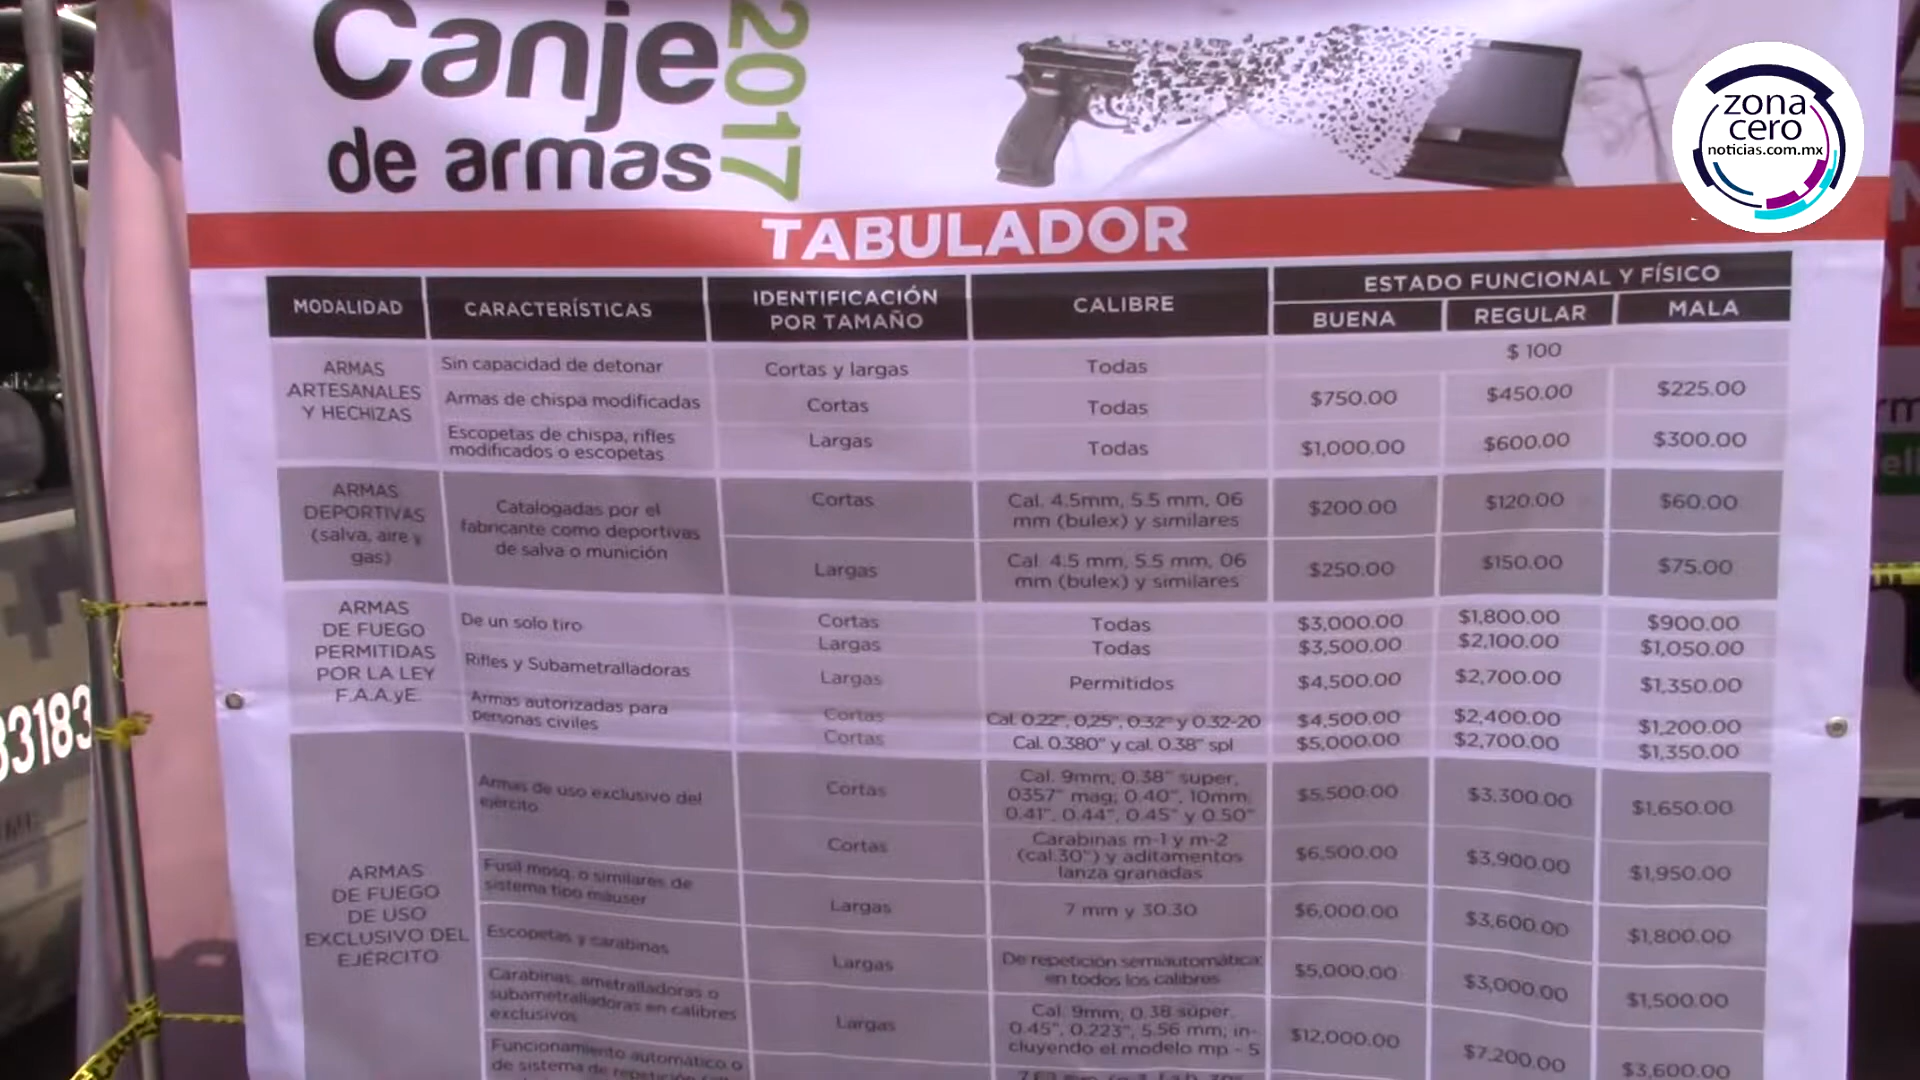 Canje
de armas
2017
zona
cero
noticias.com.mx
TABULADOR
MODALIDAD
CARACTERÍSTICAS
IDENTIFICACIÓN
POR TAMAÑO
CALIBRE
ESTADO FUNCIONAL Y FÍSICO
BUENA
REGULAR
MALA
ARMAS
ARTESANALES
Y HECHIZAS
Sin capacidad de detonar
Cortas y largas
Todas
$ 100
Armas de chispa modificadas
Cortas
Todas
$750.00
$450.00
$225.00
Escopetas de chispa, rifles
modificados o escopetas
Largas
Todas
$1,000.00
$600.00
$300.00
ARMAS
DEPORTIVAS
(salva, aire y
gas)
Catalogadas por el
fabricante como deportivas
de salva o munición
Cortas
Cal. 4.5mm, 5.5 mm, 06
mm (bulex) y similares
$200.00
$120.00
$60.00
Largas
Cal. 4.5 mm, 5.5 mm, 06
mm (bulex) y similares
$250.00
$150.00
$75.00
ARMAS
DE FUEGO
PERMITIDAS
POR LA LEY
F.A.A.yE.
De un solo tiro
Cortas
Todas
$3,000.00
$1,800.00
$900.00
Largas
Todas
$3,500.00
$2,100.00
$1,050.00
Rifles y Subametralladoras
Largas
Permitidos
$4,500.00
$2,700.00
$1,350.00
Armas autorizadas para
personas civiles
Cortas
Cal. 0.22", 0,25", 0.32" y 0.32-20
$4,500.00
$2,400.00
$1,200.00
Cortas
Cal. 0.380" y cal. 0.38" spl
$5,000.00
$2,700.00
$1,350.00
ARMAS
DE FUEGO
DE USO
EXCLUSIVO DEL
EJÉRCITO
Armas de uso exclusivo del
ejército
Cortas
Cal. 9mm, 0.38" super,
0357" mag; 0.40", 10mm,
0.41", 0.44", 0.45" y 0.50"
$5,500.00
$3,300.00
$1,650.00
Cortas
Carabinas m-1 y m-2
(cal.30") y aditamentos
lanza granadas
$6,500.00
$3,900.00
$1,950.00
Fusil mosq. o similares de
sistema tipo máuser
Largas
7 mm y 30.30
$6,000.00
$3,600.00
$1,800.00
Escopetas y carabinas
Largas
De repetición semiautomática:
en todos los calibres
$5,000.00
$3,000.00
$1,500.00
Carabinas, ametralladoras o
subametralladoras en calibres
exclusivos
Largas
Cal. 9mm, 0.38 súper,
0.45", 0.223", 5.56 mm; in-
cluyendo el modelo mp - 5
$12,000.00
$7,200.00
$3,600.00
Funcionamiento automático o
de sistema de repetición
83183